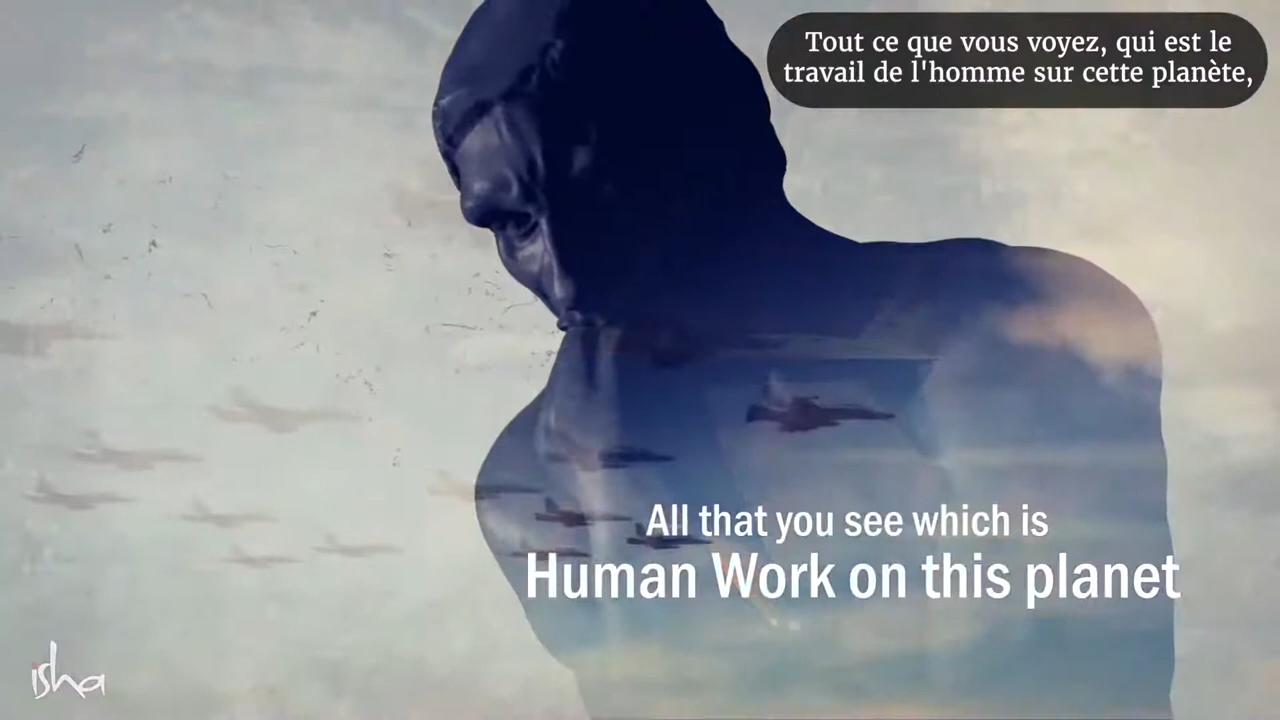 Tout ce que vous voyez, qui est le
travail de l'homme sur cette planète,
All that you see which is
Human Work on this planet
isha